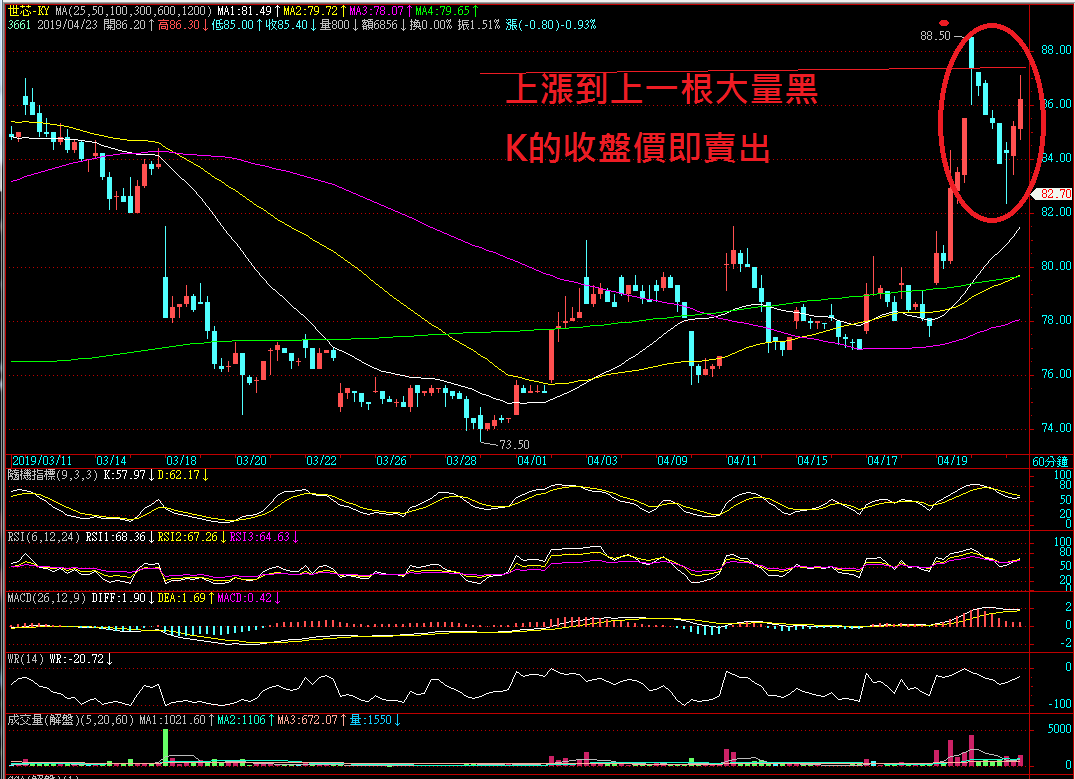 世芯-KY MA(25,50,100,300,600,1200) MA1:81.49↑MA2:79.72↑MA3:78.07↑MA4:79.65↑
3661 2019/04/23 開86.20↑高86.30↓低85.00↑收85.40↓量800↓額6856↓換0.00% 振1.51% 漲(-0.80)-0.93%
88.50
88.00
上漲到上一根大量黑
86.00
K的收盤價即賣出
84.00
82.70
82.00
80.00
78.00
76.00
74.00
73.50
2019/03/11 03/14 03/18 03/20 03/22 03/26 03/28 04/01 04/03 04/09 04/11 04/15 04/17 04/19 60分鐘
隨機指標(9,3,3) K:57.97↓D:62.17↓
100
80
50
20
0
RSI(6,12,24) RSI1:68.36↓RSI2:67.26↓RSI3:64.63↓
100
80
50
20
0
MACD(26,12,9) DIFF:1.90↓DEA:1.69↑MACD:0.42↓
2
0
-2
WR(14) WR:-20.72↓
0
-100
成交量(解盤)(5,20,60) MA1:1021.60↑MA2:1106↑MA3:672.07↑量:1550↓
5000
0